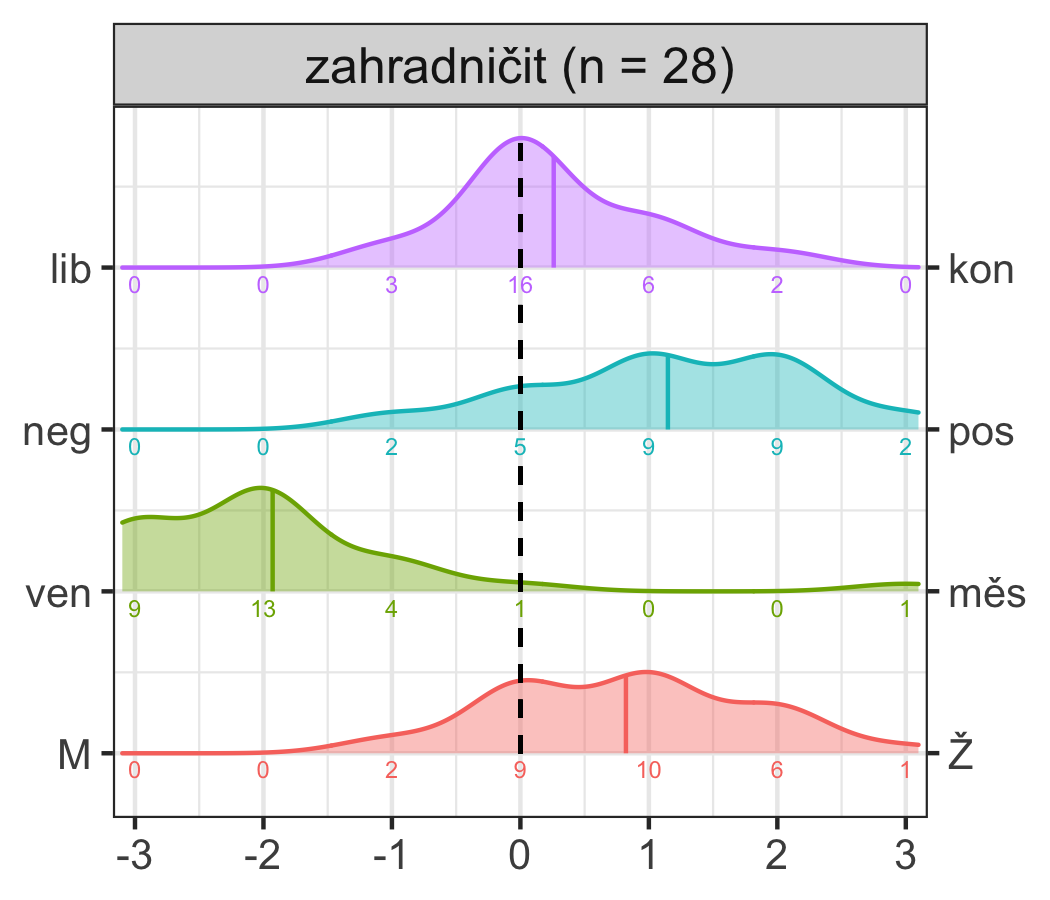 zahradničit (n = 28)
lib kon
0 0 3 16 6 2 0
neg pos
0 0 2 5 9 9 2
ven měs
9 13 4 1 0 0 1
M Ž
0 0 2 9 10 6 1
-3 -2 -1 0 1 2 3